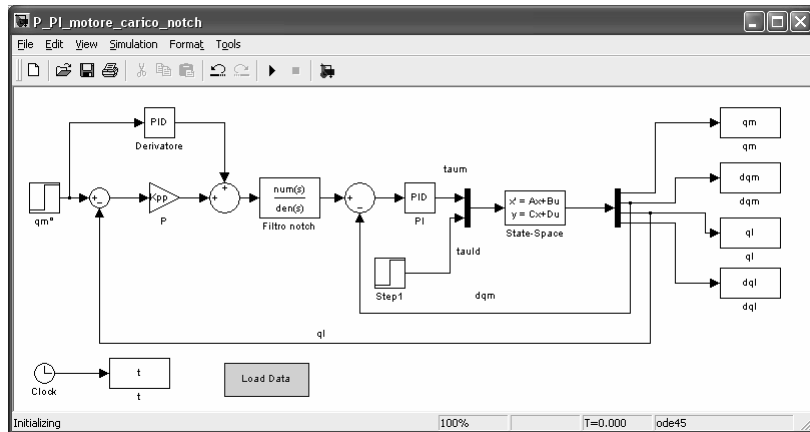 P_PI_motore_carico_notch
File Edit View Simulation Format Tools
PID
Derivatore
qm*
+
-
Kpp
P
+
+
num(s)
den(s)
Filtro notch
+
-
PID
PI
taum
tauld
Step1
x' = Ax+Bu
y = Cx+Du
State-Space
qm
qm
dqm
dqm
ql
ql
dql
dql
dqm
ql
Clock
t
t
Load Data
Initializing 100% T=0.000 ode45